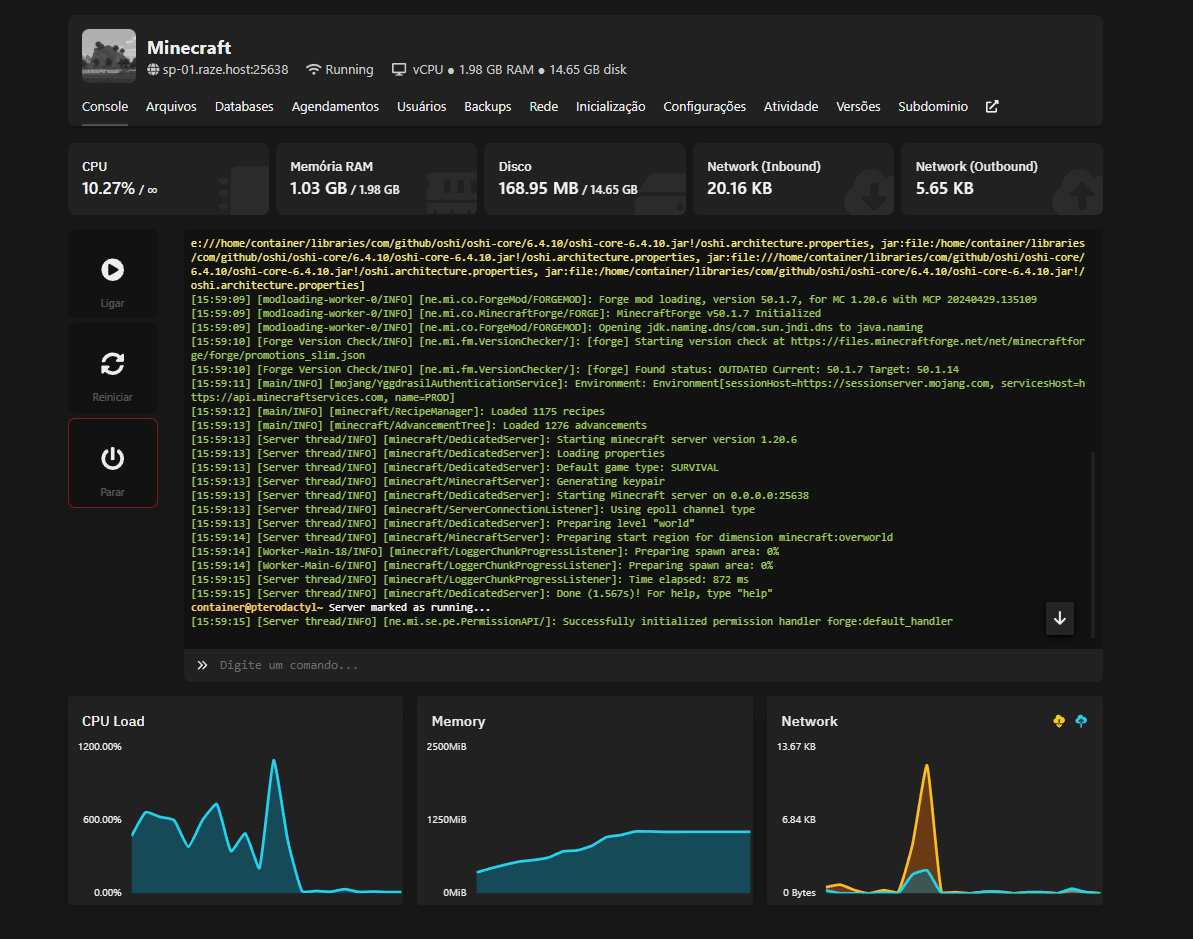 Minecraft
sp-01.raze.host:25638 Running vCPU ● 1.98 GB RAM ● 14.65 GB disk
Console Arquivos Databases Agendamentos Usuários Backups Rede Inicialização Configurações Atividade Versões Subdominio
CPU
10.27% / ∞
Memória RAM
1.03 GB / 1.98 GB
Disco
168.95 MB / 14.65 GB
Network (Inbound)
20.16 KB
Network (Outbound)
5.65 KB
Ligar
Reiniciar
Parar
e:///home/container/libraries/com/github/oshi/oshi-core/6.4.10/oshi-core-6.4.10.jar!/oshi.architecture.properties, jar:file:/home/container/libraries
/com/github/oshi/oshi-core/6.4.10/oshi-core-6.4.10.jar!/oshi.architecture.properties, jar:file:///home/container/libraries/com/github/oshi/oshi-core/
6.4.10/oshi-core-6.4.10.jar!/oshi.architecture.properties, jar:file:/home/container/libraries/com/github/oshi/oshi-core/6.4.10/oshi-core-6.4.10.jar!/
oshi.architecture.properties]
[15:59:09] [modloading-worker-0/INFO] [ne.mi.co.ForgeMod/FORGEMOD]: Forge mod loading, version 50.1.7, for MC 1.20.6 with MCP 20240429.135109
[15:59:09] [modloading-worker-0/INFO] [ne.mi.co.MinecraftForge/FORGE]: MinecraftForge v50.1.7 Initialized
[15:59:09] [modloading-worker-0/INFO] [ne.mi.co.ForgeMod/FORGEMOD]: Opening jdk.naming.dns/com.sun.jndi.dns to java.naming
[15:59:10] [Forge Version Check/INFO] [ne.mi.fm.VersionChecker/]: [forge] Starting version check at https://files.minecraftforge.net/net/minecraftfor
ge/forge/promotions_slim.json
[15:59:10] [Forge Version Check/INFO] [ne.mi.fm.VersionChecker/]: [forge] Found status: OUTDATED Current: 50.1.7 Target: 50.1.14
[15:59:11] [main/INFO] [mojang/YggdrasilAuthenticationService]: Environment: Environment[sessionHost=https://sessionserver.mojang.com, servicesHost=h
ttps://api.minecraftservices.com, name=PROD]
[15:59:12] [main/INFO] [minecraft/RecipeManager]: Loaded 1175 recipes
[15:59:13] [main/INFO] [minecraft/AdvancementTree]: Loaded 1276 advancements
[15:59:13] [Server thread/INFO] [minecraft/DedicatedServer]: Starting minecraft server version 1.20.6
[15:59:13] [Server thread/INFO] [minecraft/DedicatedServer]: Loading properties
[15:59:13] [Server thread/INFO] [minecraft/DedicatedServer]: Default game type: SURVIVAL
[15:59:13] [Server thread/INFO] [minecraft/MinecraftServer]: Generating keypair
[15:59:13] [Server thread/INFO] [minecraft/DedicatedServer]: Starting Minecraft server on 0.0.0.0:25638
[15:59:13] [Server thread/INFO] [minecraft/ServerConnectionListener]: Using epoll channel type
[15:59:13] [Server thread/INFO] [minecraft/DedicatedServer]: Preparing level "world"
[15:59:14] [Server thread/INFO] [minecraft/MinecraftServer]: Preparing start region for dimension minecraft:overworld
[15:59:14] [Worker-Main-18/INFO] [minecraft/LoggerChunkProgressListener]: Preparing spawn area: 0%
[15:59:14] [Worker-Main-6/INFO] [minecraft/LoggerChunkProgressListener]: Preparing spawn area: 0%
[15:59:15] [Server thread/INFO] [minecraft/LoggerChunkProgressListener]: Time elapsed: 872 ms
[15:59:15] [Server thread/INFO] [minecraft/DedicatedServer]: Done (1.567s)! For help, type "help"
container@pterodactyl~ Server marked as running...
[15:59:15] [Server thread/INFO] [ne.mi.se.pe.PermissionAPI/]: Successfully initialized permission handler forge:default_handler
Digite um comando...
CPU Load
1200.00%
600.00%
0.00%
Memory
2500MiB
1250MiB
0MiB
Network
13.67 KB
6.84 KB
0 Bytes